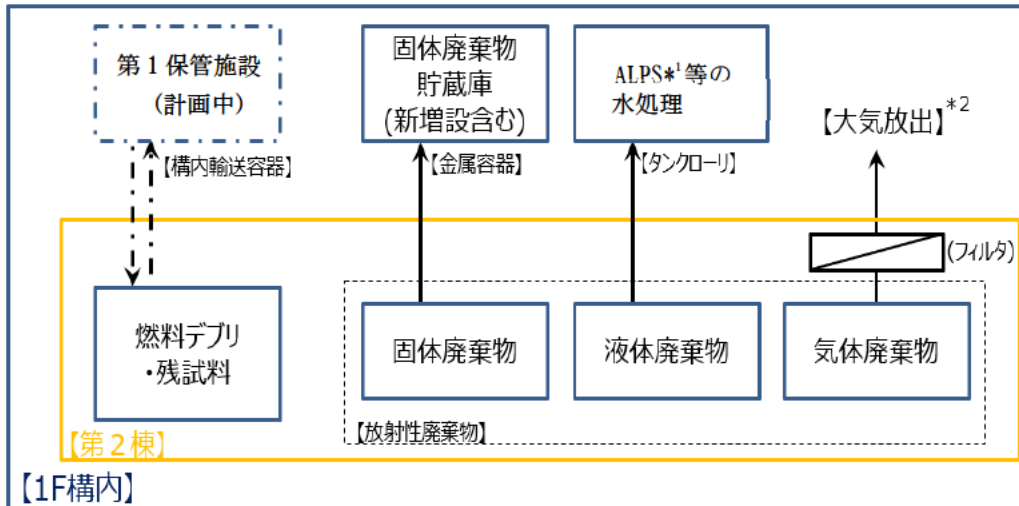 第1保管施設
(計画中)
固体廃棄物
貯蔵庫
(新増設含む)
ALPS*1等の
水処理
【大気放出】*2
【構内輸送容器】
【金属容器】
【タンクローリ】
(フィルタ)
燃料デブリ
・残試料
固体廃棄物
液体廃棄物
気体廃棄物
【放射性廃棄物】
【第2棟】
【1F構内】